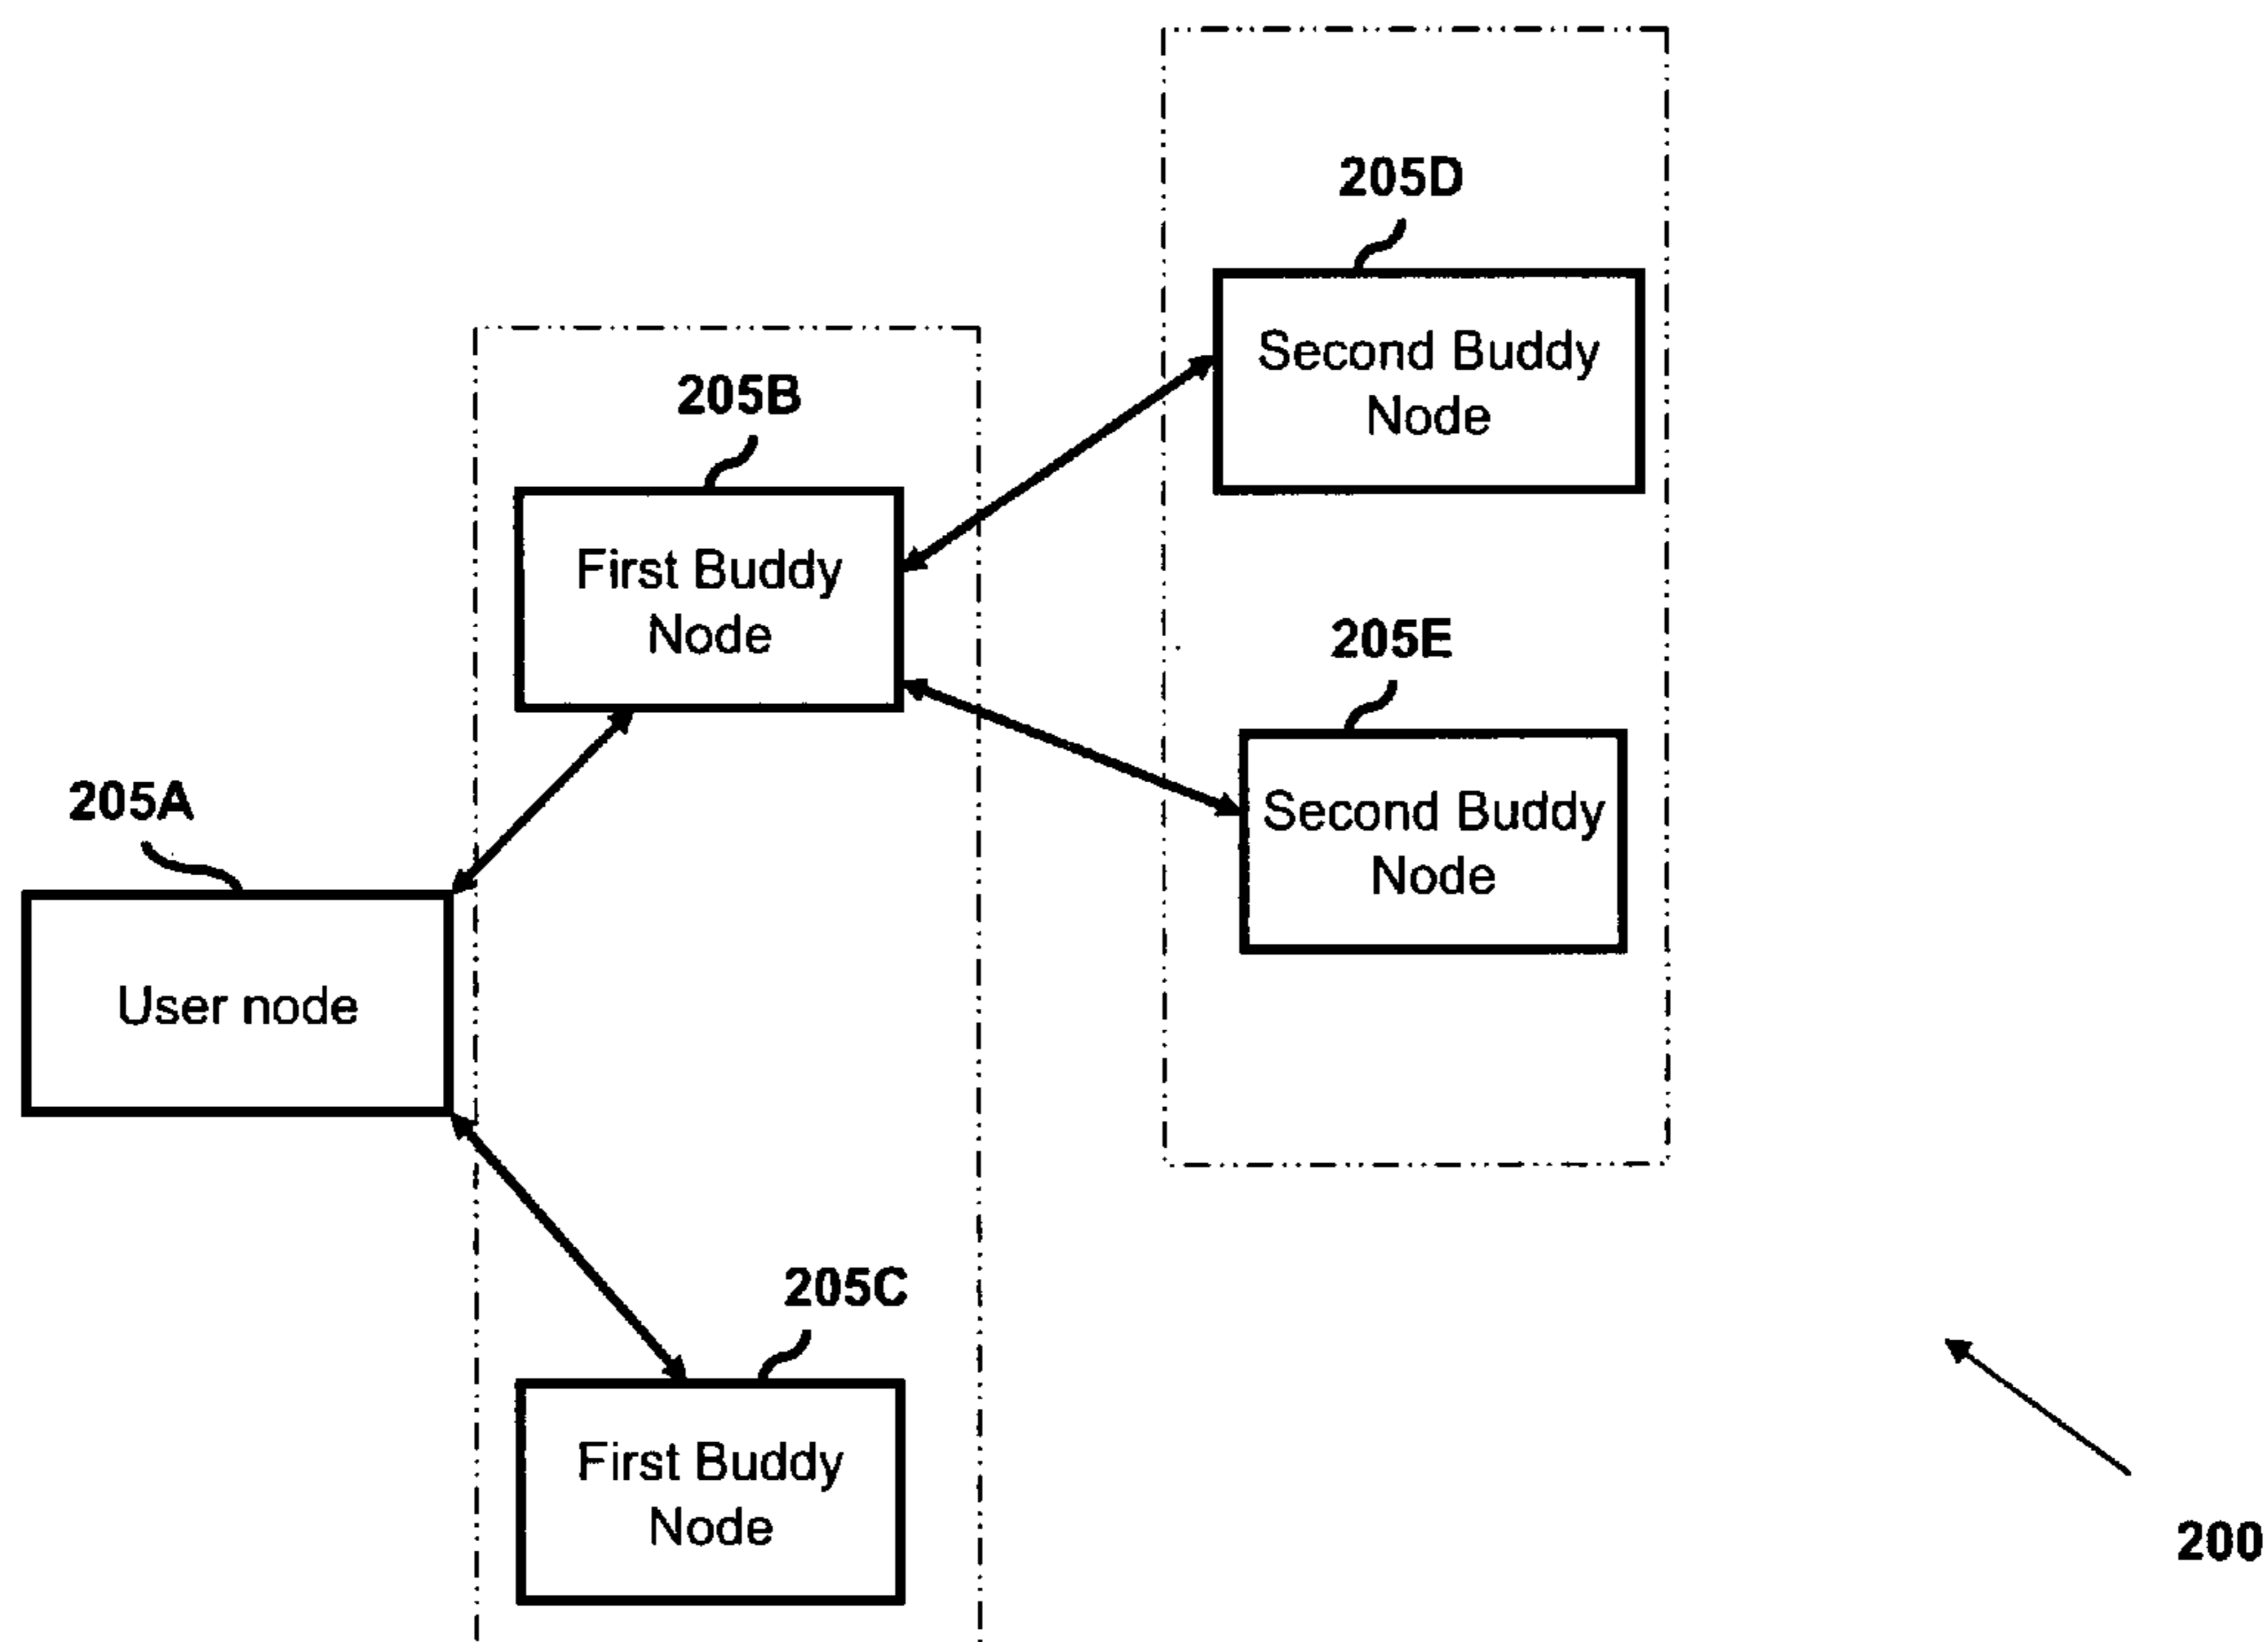 205D
Second Buddy
Node
205B
First Buddy
Node
205E
Second Buddy
Node
205A
User node
205C
First Buddy
Node
200